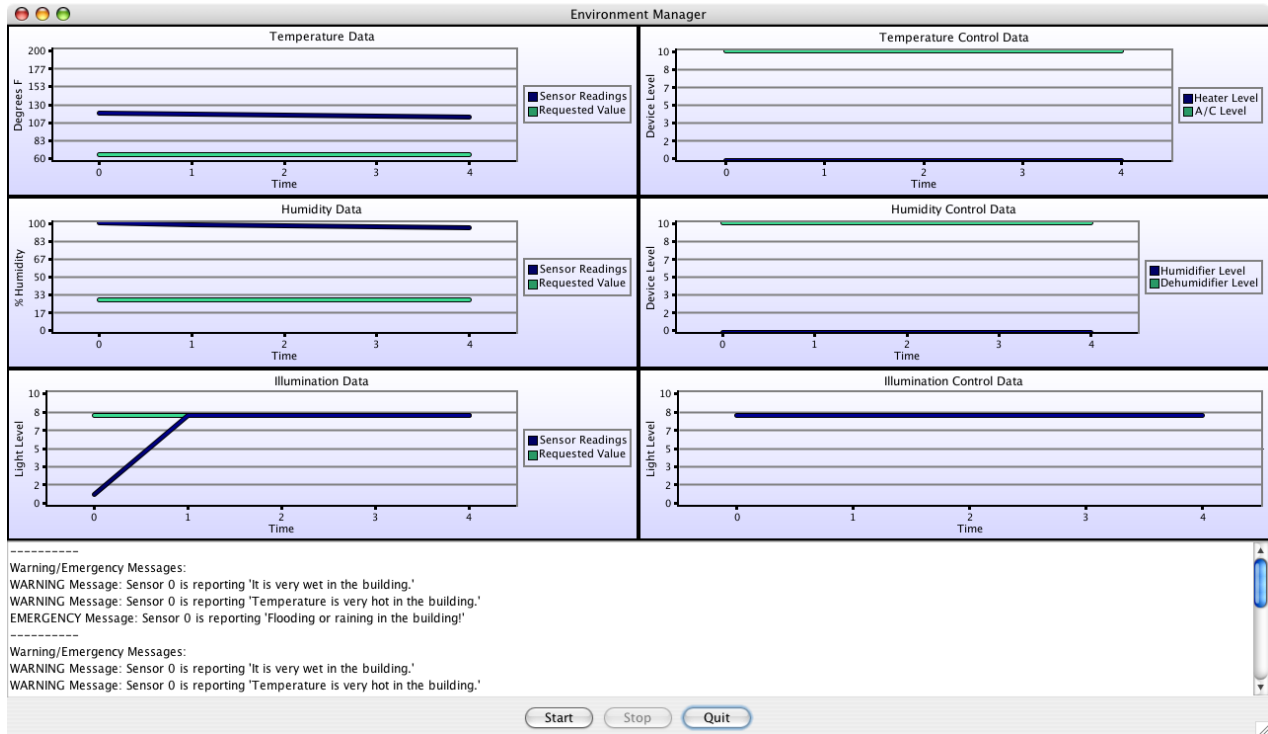 Environment Manager
Temperature Data
Degrees F
200
177
153
130
107
83
60
0 1 2 3 4
Time
Sensor Readings
Requested Value
Temperature Control Data
Device Level
10
8
7
5
3
2
0
0 1 2 3 4
Time
Heater Level
A/C Level
Humidity Data
% Humidity
100
83
67
50
33
17
0
0 1 2 3 4
Time
Sensor Readings
Requested Value
Humidity Control Data
Device Level
10
8
7
5
3
2
0
0 1 2 3 4
Time
Humidifier Level
Dehumidifier Level
Illumination Data
Light Level
10
8
7
5
3
2
0
0 1 2 3 4
Time
Sensor Readings
Requested Value
Illumination Control Data
Light Level
10
8
7
5
3
2
0
0 1 2 3 4
Time
----------
Warning/Emergency Messages:
WARNING Message: Sensor 0 is reporting 'It is very wet in the building.'
WARNING Message: Sensor 0 is reporting 'Temperature is very hot in the building.'
EMERGENCY Message: Sensor 0 is reporting 'Flooding or raining in the building!'
----------
Warning/Emergency Messages:
WARNING Message: Sensor 0 is reporting 'It is very wet in the building.'
WARNING Message: Sensor 0 is reporting 'Temperature is very hot in the building.'
Start Stop Quit